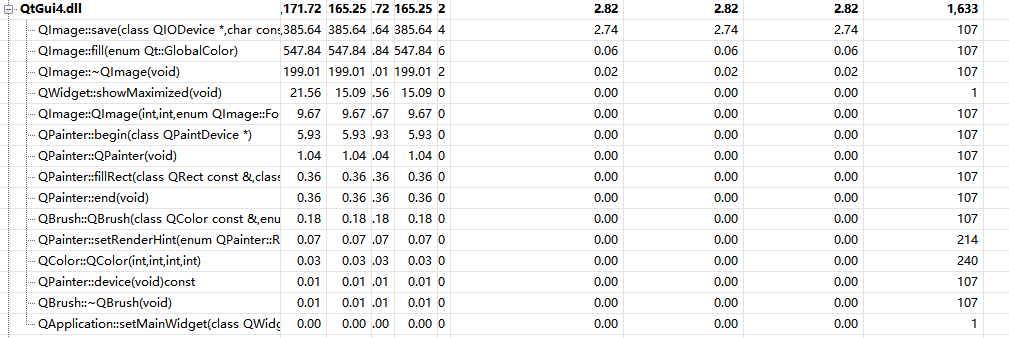 QtGui4.dll ,171.72 165.25 .72 165.25 2 2.82 2.82 2.82 1,633
QImage::save(class QIODevice *,char cons ,385.64 385.64 .64 385.64 4 2.74 2.74 2.74 107
QImage::fill(enum Qt::GlobalColor) 547.84 547.84 .84 547.84 6 0.06 0.06 0.06 107
QImage::~QImage(void) 199.01 199.01 .01 199.01 2 0.02 0.02 0.02 107
QWidget::showMaximized(void) 21.56 15.09 .56 15.09 0 0.00 0.00 0.00 1
QImage::QImage(int,int,enum QImage::Fo 9.67 9.67 .67 9.67 0 0.00 0.00 0.00 107
QPainter::begin(class QPaintDevice *) 5.93 5.93 .93 5.93 0 0.00 0.00 0.00 107
QPainter::QPainter(void) 1.04 1.04 .04 1.04 0 0.00 0.00 0.00 107
QPainter::fillRect(class QRect const &,class 0.36 0.36 .36 0.36 0 0.00 0.00 0.00 107
QPainter::end(void) 0.36 0.36 .36 0.36 0 0.00 0.00 0.00 107
QBrush::QBrush(class QColor const &,enu 0.18 0.18 .18 0.18 0 0.00 0.00 0.00 107
QPainter::setRenderHint(enum QPainter::R 0.07 0.07 .07 0.07 0 0.00 0.00 0.00 214
QColor::QColor(int,int,int,int) 0.03 0.03 .03 0.03 0 0.00 0.00 0.00 240
QPainter::device(void)const 0.01 0.01 .01 0.01 0 0.00 0.00 0.00 107
QBrush::~QBrush(void) 0.01 0.01 .01 0.01 0 0.00 0.00 0.00 107
QApplication::setMainWidget(class QWidg 0.00 0.00 .00 0.00 0 0.00 0.00 0.00 1